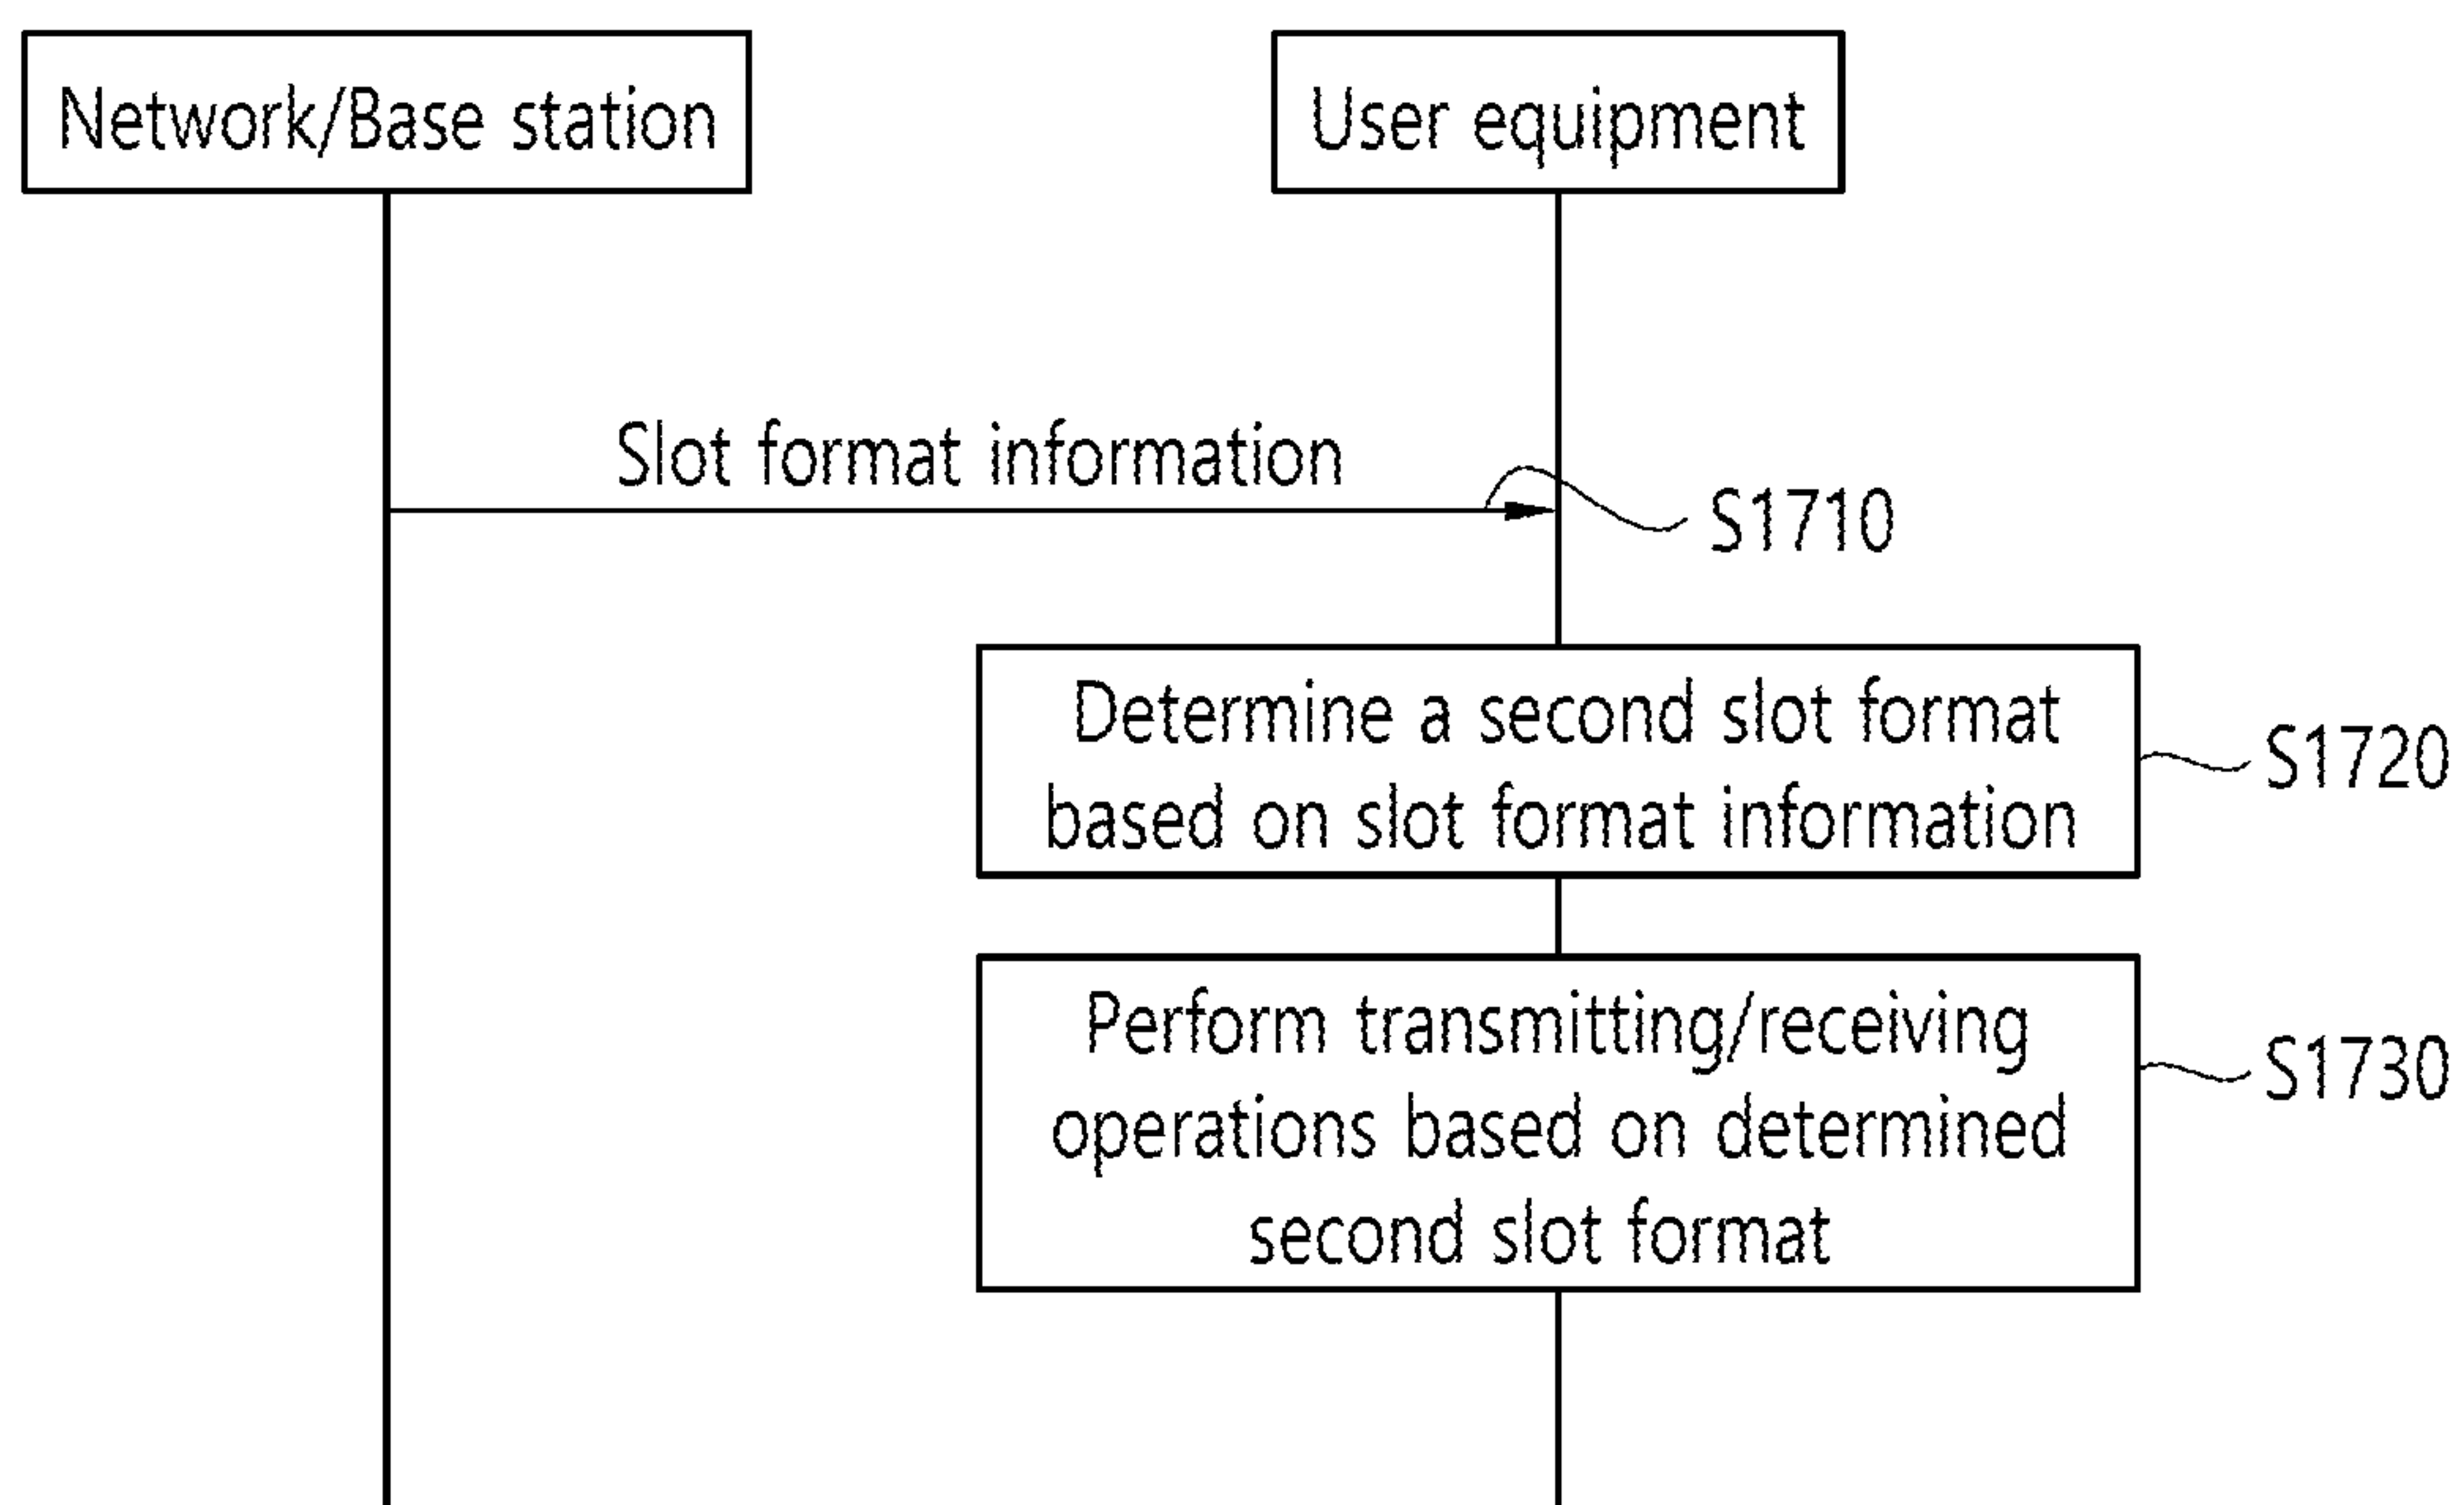 Network/Base station
User equipment
Slot format information
S1710
Determine a second slot format
based on slot format information
S1720
Perform transmitting/receiving
operations based on determined
second slot format
S1730